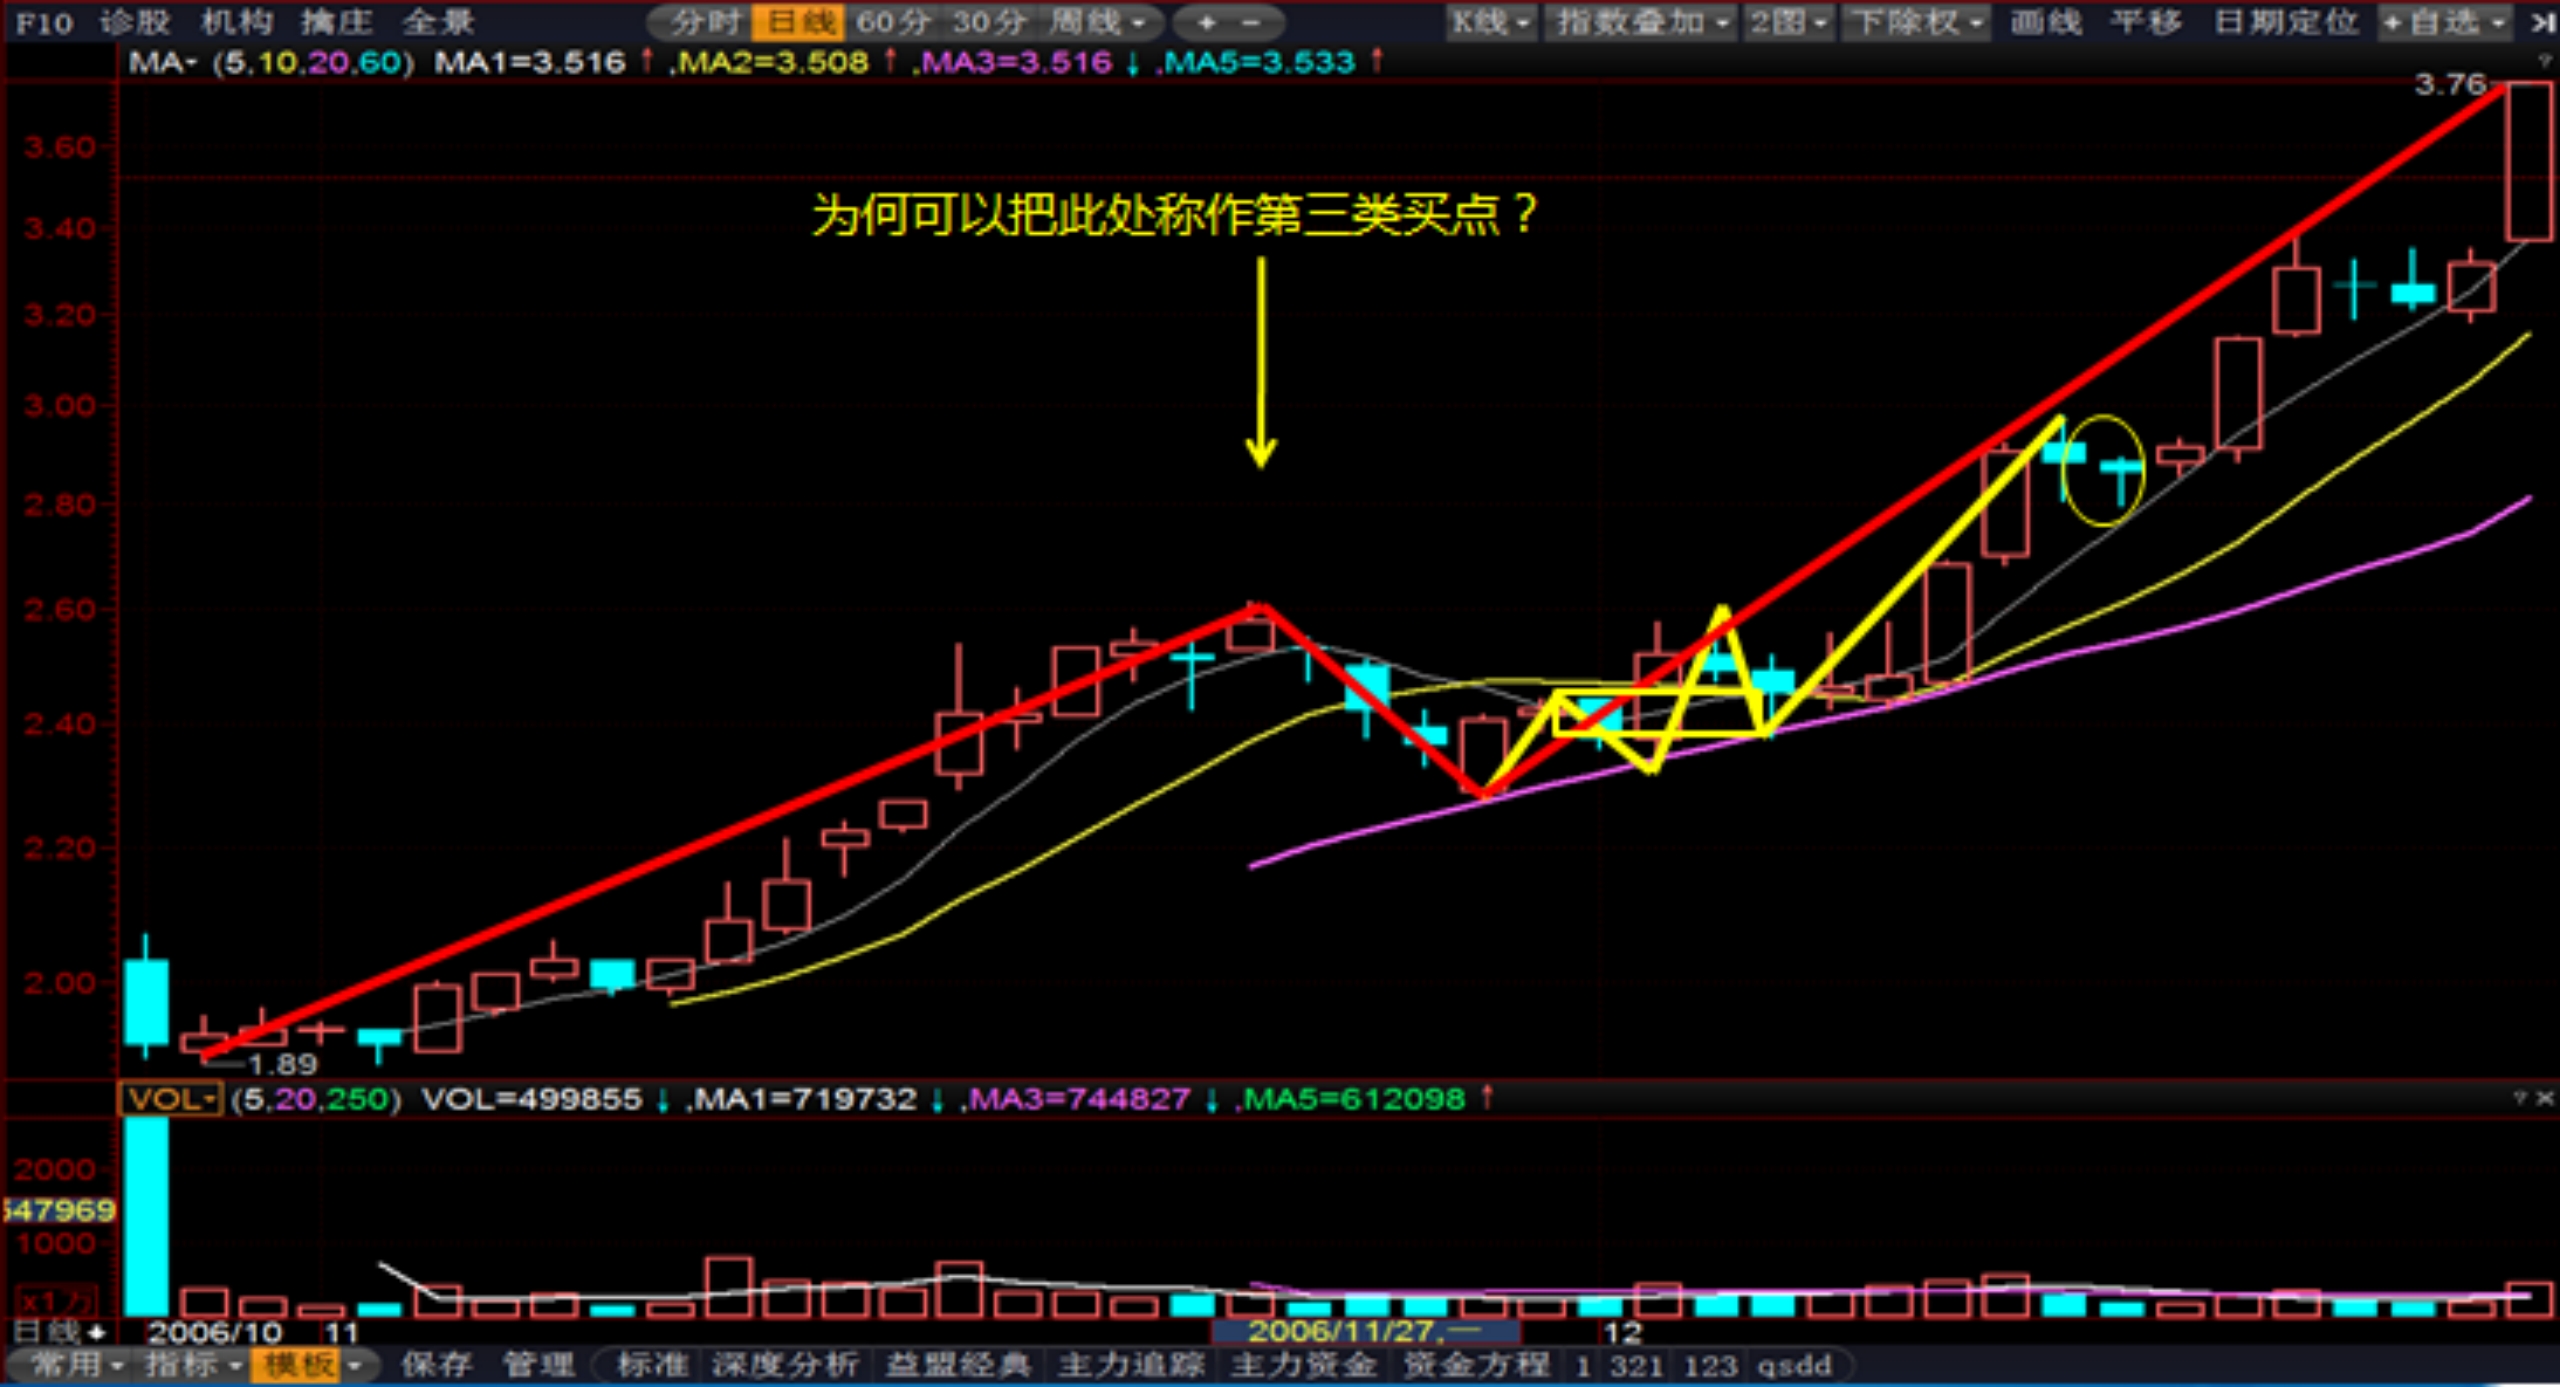 F10 诊股 机构 擒庄 全景 分时 日线 60分 30分 周线 + - K线 指数叠加 2图 下除权 画线 平移 日期定位 +自选
MA (5,10,20,60) MA1=3.516 ↑ ,MA2=3.508 ↑ ,MA3=3.516 ↓ ,MA5=3.533 ↑ ?
3.76
3.60
为何可以把此处称作第三类买点？
3.40
3.20
3.00
2.80
2.60
2.40
2.20
2.00
1.89
VOL (5,20,250) VOL=499855 ↓ ,MA1=719732 ↓ ,MA3=744827 ↓ ,MA5=612098 ↑ ? ×
2000
547969
1000
x1万
日线 2006/10 11 2006/11/27,一 12
常用 指标 模板 保存 管理 标准 深度分析 益盟经典 主力追踪 主力资金 资金方程 1 321 123 qsdd